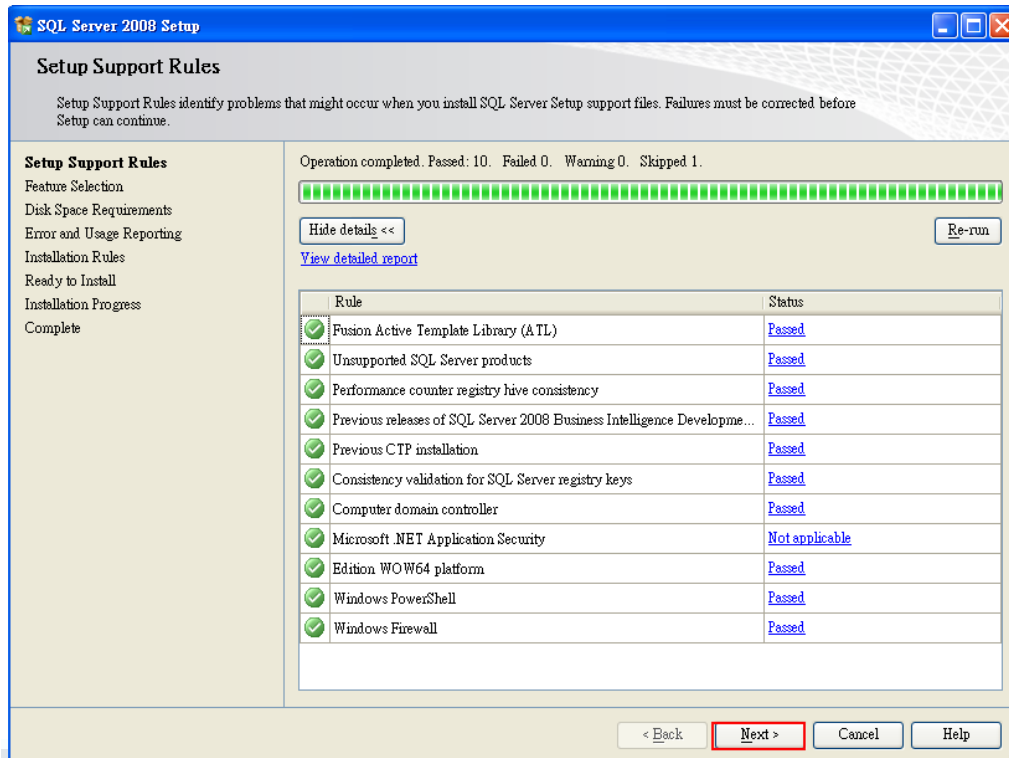 SQL Server 2008 Setup
Setup Support Rules
Setup Support Rules identify problems that might occur when you install SQL Server Setup support files. Failures must be corrected before
Setup can continue.
Setup Support Rules
Feature Selection
Disk Space Requirements
Error and Usage Reporting
Installation Rules
Ready to Install
Installation Progress
Complete
Operation completed. Passed: 10. Failed 0. Warning 0. Skipped 1.
Hide details <<
Re-run
View detailed report
Rule Status
Fusion Active Template Library (ATL) Passed
Unsupported SQL Server products Passed
Performance counter registry hive consistency Passed
Previous releases of SQL Server 2008 Business Intelligence Developme... Passed
Previous CTP installation Passed
Consistency validation for SQL Server registry keys Passed
Computer domain controller Passed
Microsoft .NET Application Security Not applicable
Edition WOW64 platform Passed
Windows PowerShell Passed
Windows Firewall Passed
< Back Next > Cancel Help